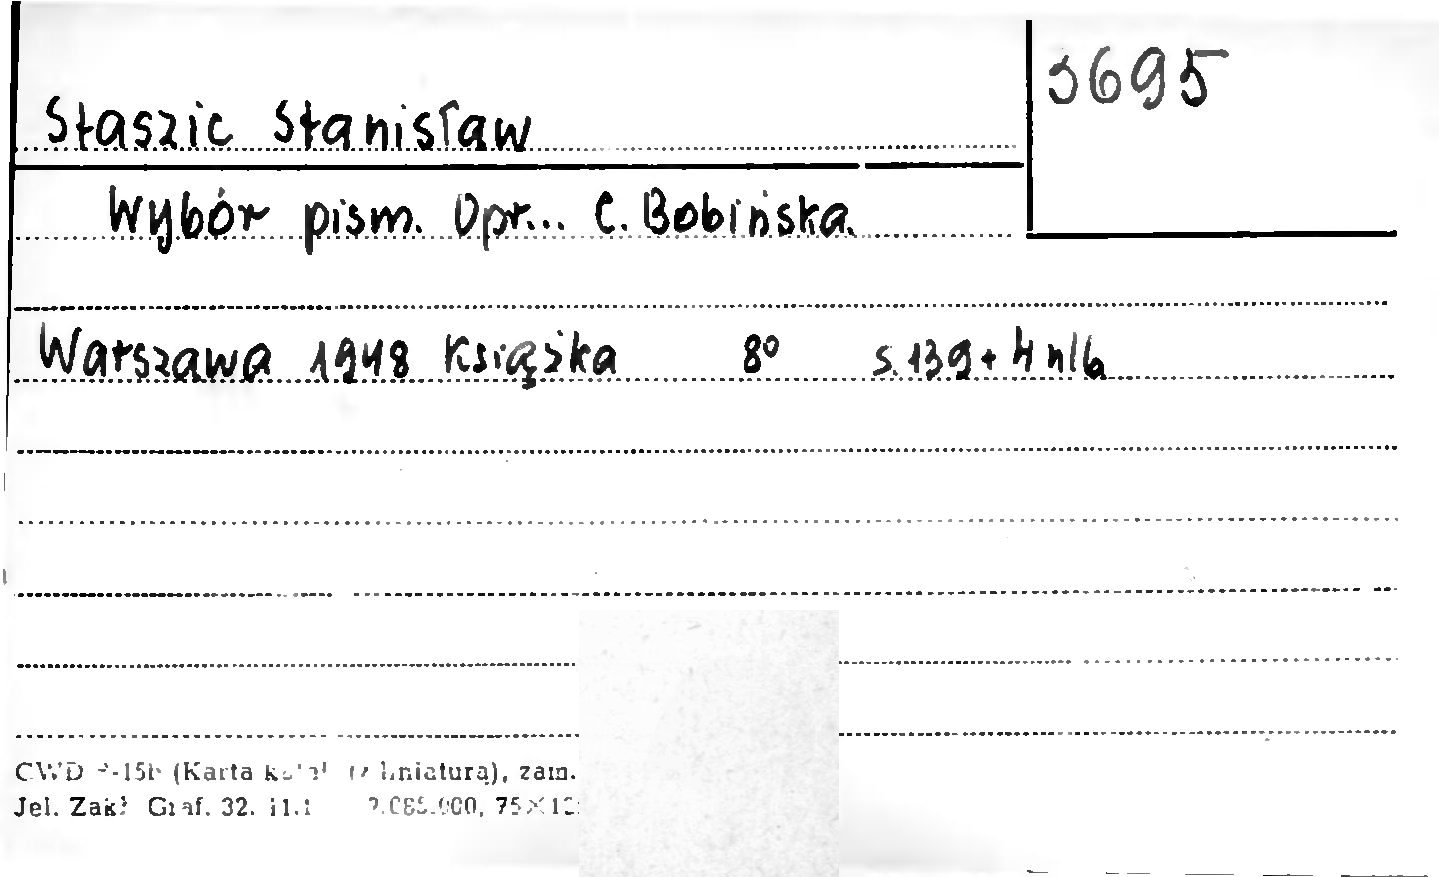 3695
Staszic Stanisław
Wybór pism. Opr... C. Bobińska.
Warszawa 1948 Książka 8° s. 139 + 4 nlb
CWD (Karta z liniaturą), zam.
Jel. Zakł Graf. 32.